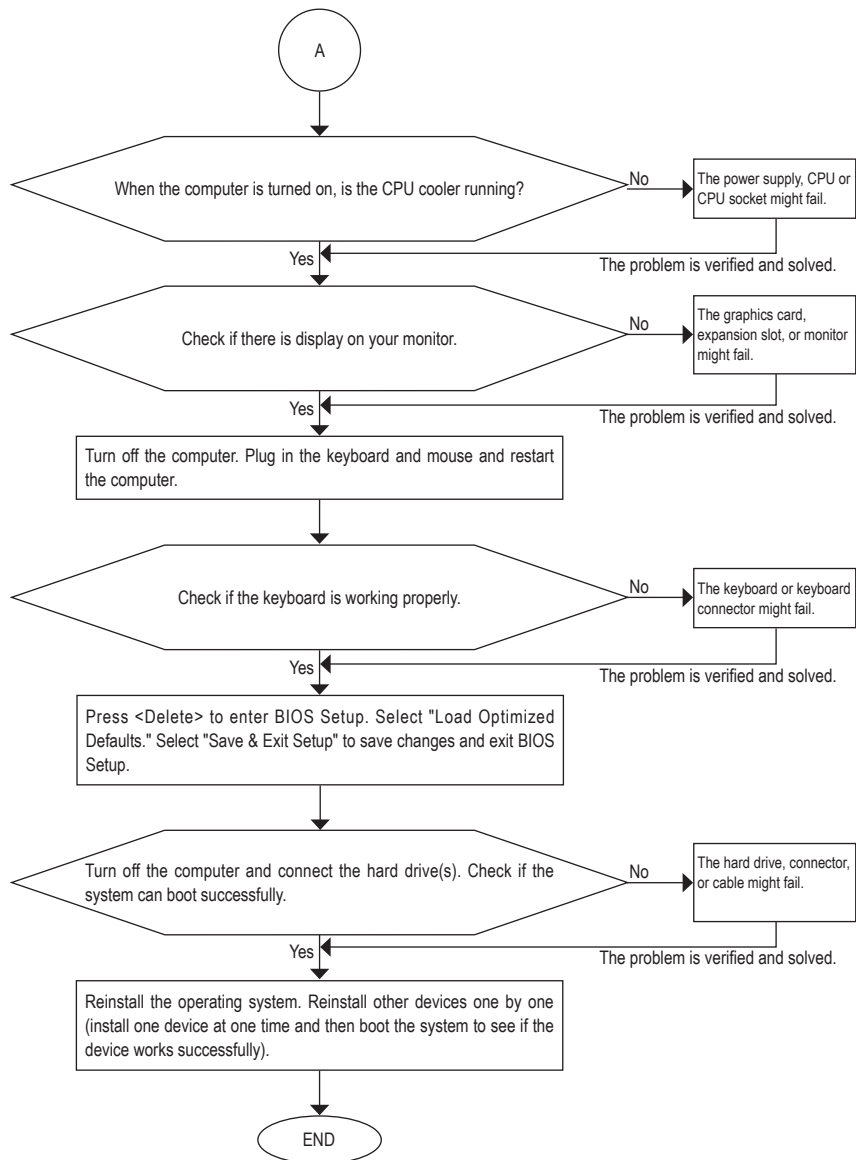 A
When the computer is turned on, is the CPU cooler running?
No
The power supply, CPU or
CPU socket might fail.
Yes
The problem is verified and solved.
Check if there is display on your monitor.
No
The graphics card,
expansion slot, or monitor
might fail.
Yes
The problem is verified and solved.
Turn off the computer. Plug in the keyboard and mouse and restart
the computer.
Check if the keyboard is working properly.
No
The keyboard or keyboard
connector might fail.
Yes
The problem is verified and solved.
Press <Delete> to enter BIOS Setup. Select "Load Optimized
Defaults." Select "Save & Exit Setup" to save changes and exit BIOS
Setup.
Turn off the computer and connect the hard drive(s). Check if the
system can boot successfully.
No
The hard drive, connector,
or cable might fail.
Yes
The problem is verified and solved.
Reinstall the operating system. Reinstall other devices one by one
(install one device at one time and then boot the system to see if the
device works successfully).
END